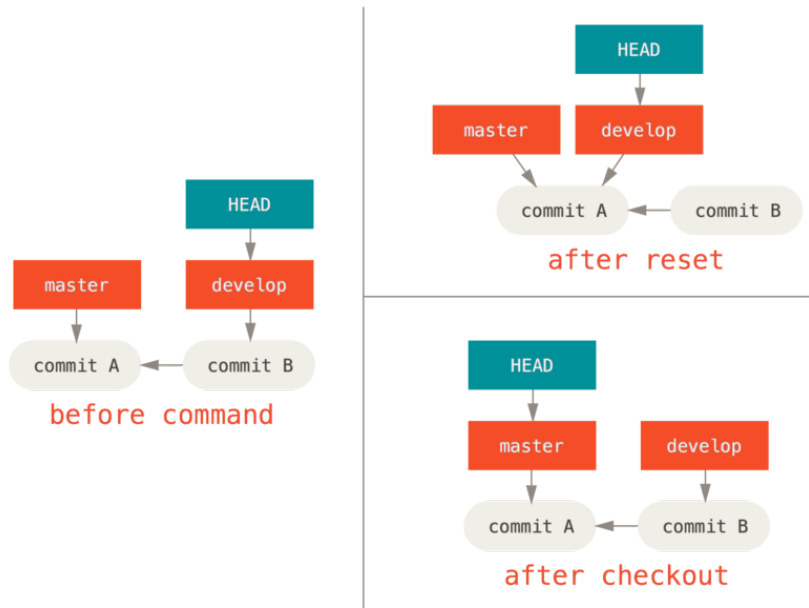 HEAD
master develop
commit A commit B
before command
HEAD
master develop
commit A commit B
after reset
HEAD
master develop
commit A commit B
after checkout